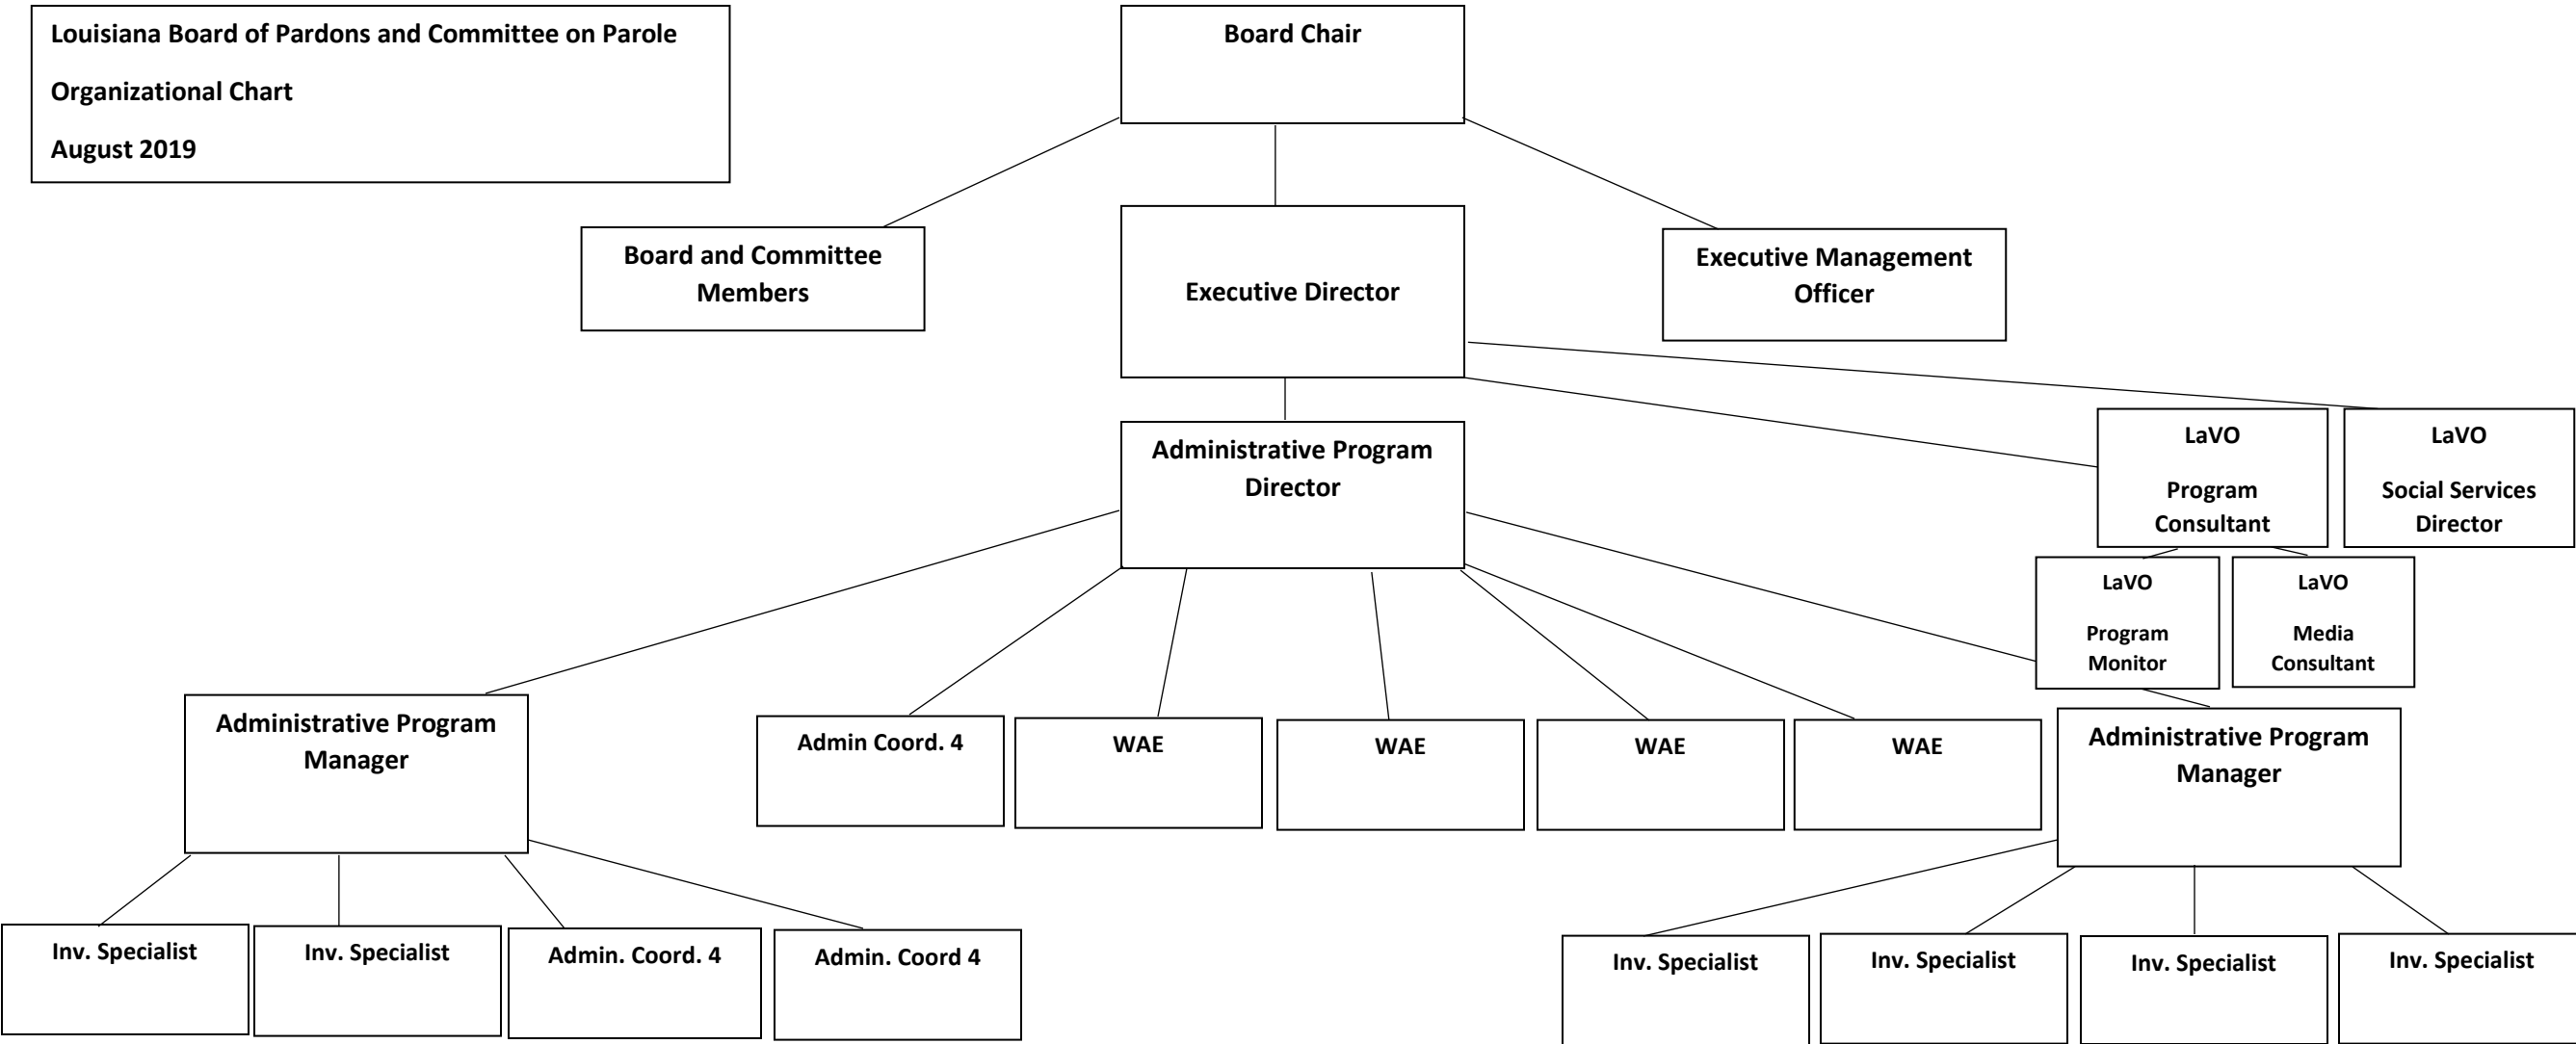 Louisiana Board of Pardons and Committee on Parole
Organizational Chart
August 2019
Board Chair
Board and Committee
Members
Executive Director
Executive Management
Officer
Administrative Program
Director
LaVO
Program
Consultant
LaVO
Social Services
Director
LaVO
Program
Monitor
LaVO
Media
Consultant
Administrative Program
Manager
Admin Coord. 4
WAE
WAE
WAE
WAE
Administrative Program
Manager
Inv. Specialist
Inv. Specialist
Admin. Coord. 4
Admin. Coord 4
Inv. Specialist
Inv. Specialist
Inv. Specialist
Inv. Specialist